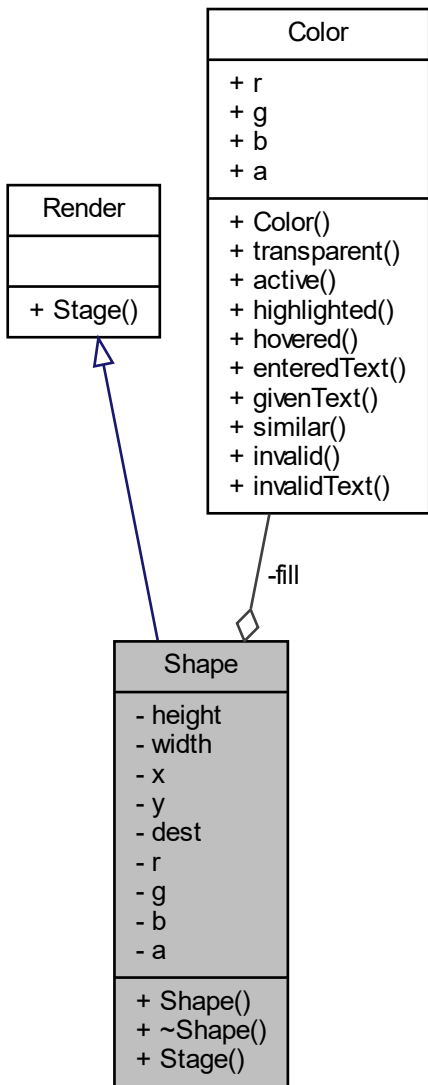 Color
+ r
+ g
+ b
+ a
+ Color()
+ transparent()
+ active()
+ highlighted()
+ hovered()
+ enteredText()
+ givenText()
+ similar()
+ invalid()
+ invalidText()
Render
+ Stage()
-fill
Shape
- height
- width
- x
- y
- dest
- r
- g
- b
- a
+ Shape()
+ ~Shape()
+ Stage()